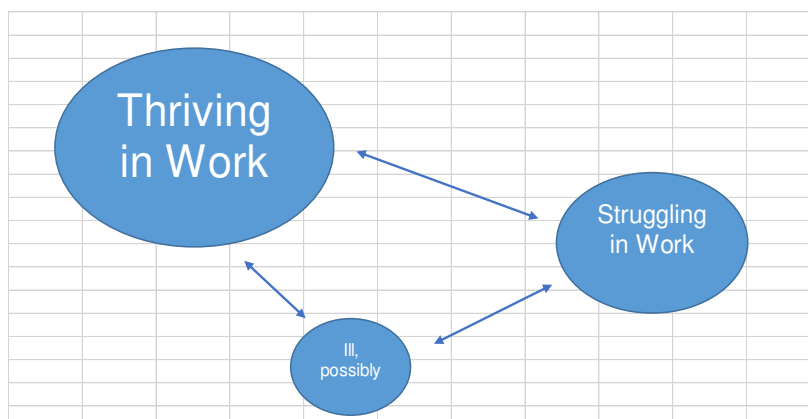 Thriving
in Work
Struggling
in Work
Ill,
possibly